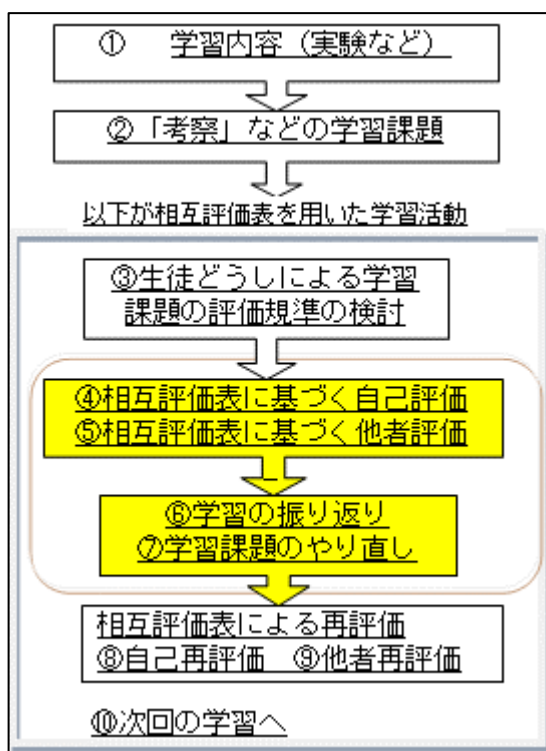 ① 学習内容（実験など）
②「考察」などの学習課題
以下が相互評価表を用いた学習活動
③生徒どうしによる学習
課題の評価規準の検討
④相互評価表に基づく自己評価
⑤相互評価表に基づく他者評価
⑥学習の振り返り
⑦学習課題のやり直し
相互評価表による再評価
⑧自己再評価 ⑨他者再評価
⑩次回の学習へ